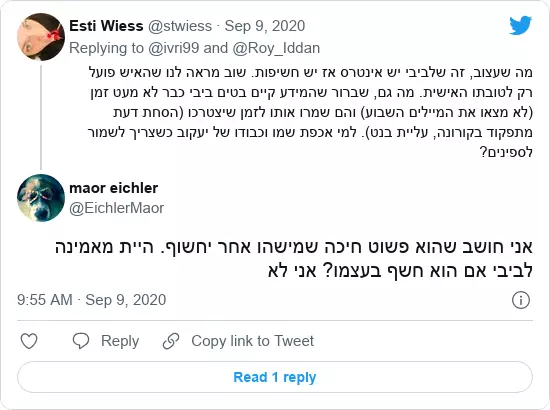 Esti Wiess @stwiess · Sep 9, 2020
Replying to @ivri99 and @Roy_Iddan
מה שעצוב, זה שלביבי יש אינטרס אז יש חשיפות. שוב מראה לנו שהאיש פועל
רק לטובתו האישית. מה גם, שברור שהמידע קיים בטים ביבי כבר לא מעט זמן
(לא מצאו את המיילים השבוע) והם שמרו אותו לזמן שיצטרכו (הסחת דעת
מתפקוד בקורונה, עליית בנט). למי אכפת שמו וכבודו של יעקוב כשצריך לשמור
לספינים?
maor eichler
@EichlerMaor
אני חושב שהוא פשוט חיכה שמישהו אחר יחשוף. היית מאמינה
לביבי אם הוא חשף בעצמו? אני לא
9:55 AM · Sep 9, 2020
Reply
Copy link to Tweet
Read 1 reply